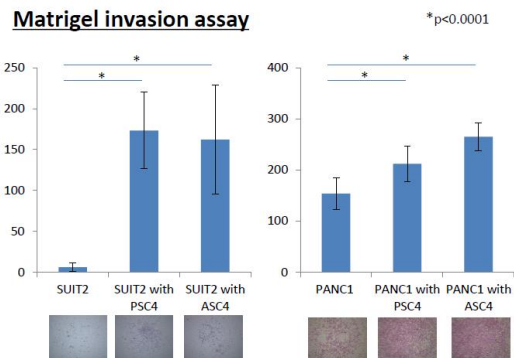 Matrigel invasion assay
*p<0.0001
250
200
150
100
50
0
*
*
SUIT2
SUIT2 with
PSC4
SUIT2 with
ASC4
400
300
200
100
0
*
*
PANC1
PANC1 with
PSC4
PANC1 with
ASC4